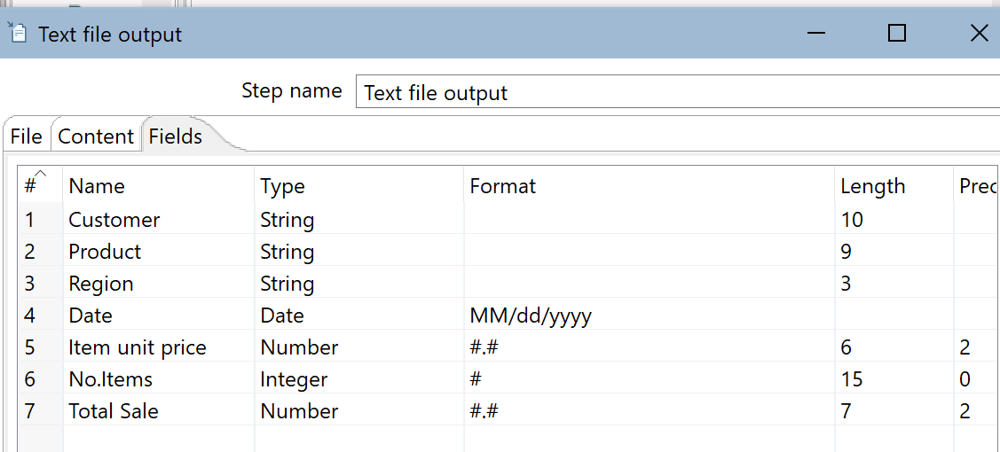 Text file output
Step name Text file output
File Content Fields
# Name Type Format Length Prec
1 Customer String 10
2 Product String 9
3 Region String 3
4 Date Date MM/dd/yyyy
5 Item unit price Number #.# 6 2
6 No.Items Integer # 15 0
7 Total Sale Number #.# 7 2